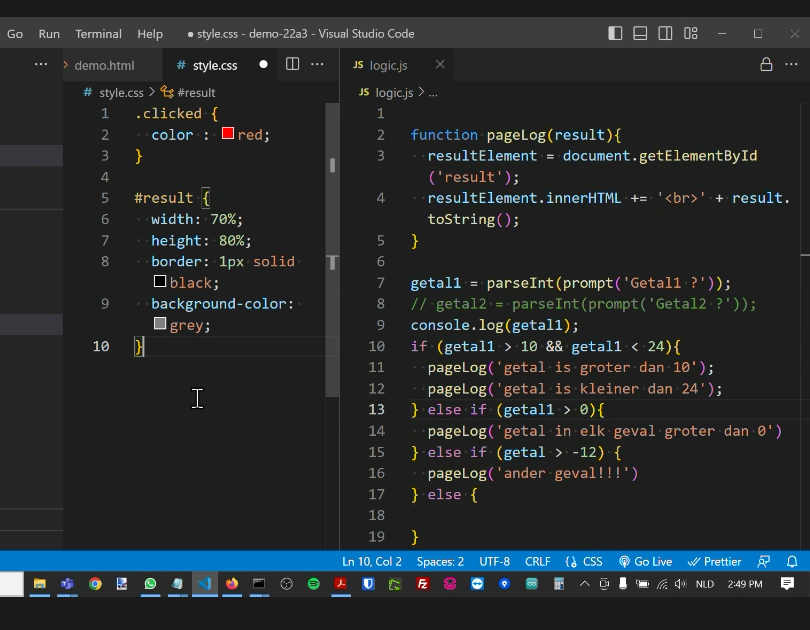 Go Run Terminal Help ● style.css - demo-22a3 - Visual Studio Code
... demo.html # style.css ● ... JS logic.js ...
# style.css > #result
1 .clicked {
2 color : red;
3 }
4
5 #result {
6 width: 70%;
7 height: 80%;
8 border: 1px solid
black;
9 background-color:
grey;
10 }
JS logic.js > ...
1
2 function pageLog(result){
3 resultElement = document.getElementById
('result');
4 resultElement.innerHTML += '<br>' + result.
toString();
5 }
6
7 getal1 = parseInt(prompt('Getal1 ?'));
8 // getal2 = parseInt(prompt('Getal2 ?'));
9 console.log(getal1);
10 if (getal1 > 10 && getal1 < 24){
11 pageLog('getal is groter dan 10');
12 pageLog('getal is kleiner dan 24');
13 } else if (getal1 > 0){
14 pageLog('getal in elk geval groter dan 0')
15 } else if (getal > -12) {
16 pageLog('ander geval!!!')
17 } else {
18
19 }
Ln 10, Col 2 Spaces: 2 UTF-8 CRLF {} CSS Go Live Prettier
NLD 2:49 PM